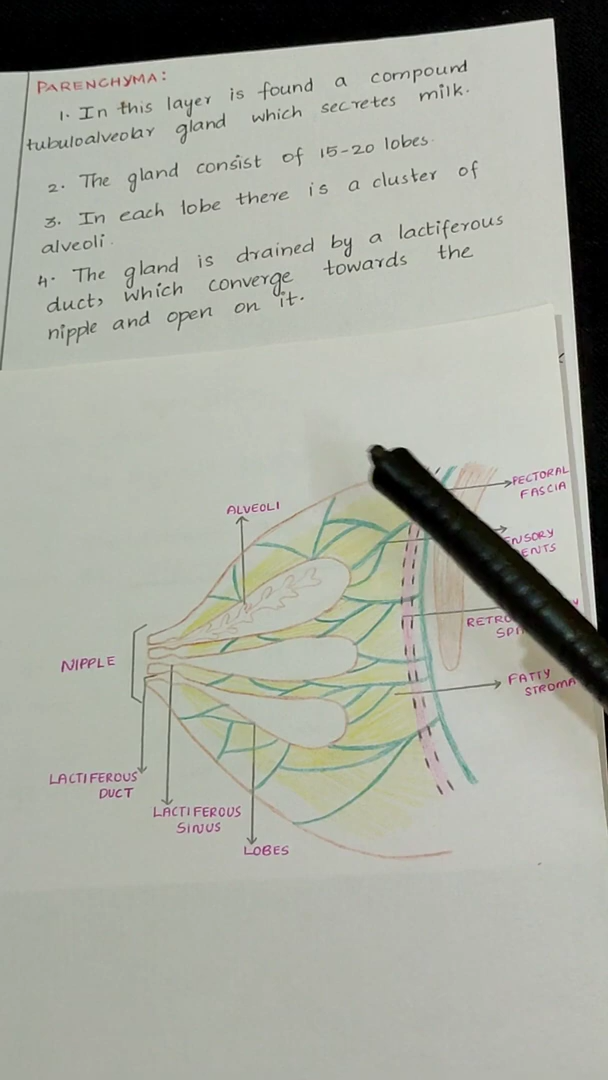 PARENCHYMA:
1. In this layer is found a compound
tubuloalveolar gland which secretes milk.
2. The gland consist of 15-20 lobes.
3. In each lobe there is a cluster of
alveoli.
4. The gland is drained by a lactiferous
duct, which converge towards the
nipple and open on it.
PECTORAL
FASCIA
ALVEOLI
NIPPLE
FATTY
STROMA
LACTIFEROUS
DUCT
LACTIFEROUS
SINUS
LOBES